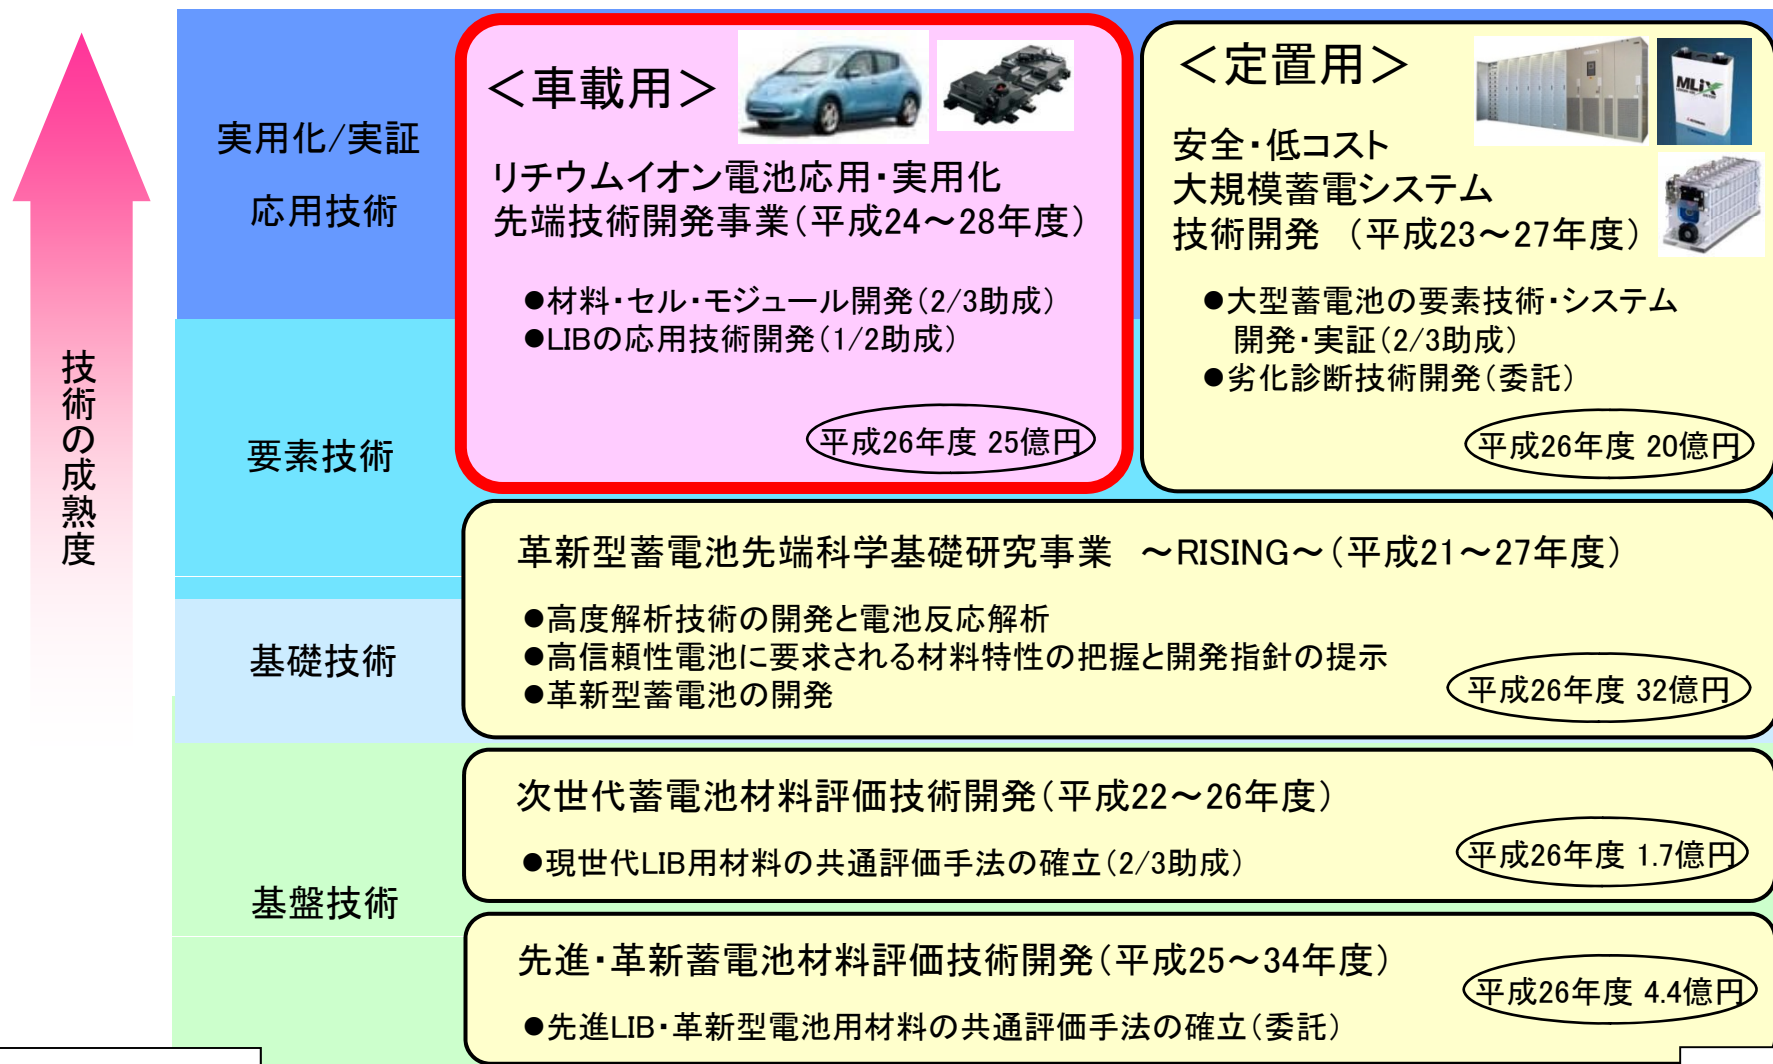 技術の成熟度
実用化/実証
応用技術
要素技術
基礎技術
基盤技術
＜車載用＞
リチウムイオン電池応用・実用化
先端技術開発事業（平成24～28年度）
●材料・セル・モジュール開発（2/3助成）
●LIBの応用技術開発（1/2助成）
平成26年度 25億円
＜定置用＞
MLiX
安全・低コスト
大規模蓄電システム
技術開発　（平成23～27年度）
●大型蓄電池の要素技術・システム
開発・実証（2/3助成）
●劣化診断技術開発（委託）
平成26年度 20億円
革新型蓄電池先端科学基礎研究事業　～RISING～（平成21～27年度）
●高度解析技術の開発と電池反応解析
●高信頼性電池に要求される材料特性の把握と開発指針の提示
●革新型蓄電池の開発
平成26年度 32億円
次世代蓄電池材料評価技術開発（平成22～26年度）
●現世代LIB用材料の共通評価手法の確立（2/3助成）
平成26年度 1.7億円
先進・革新蓄電池材料評価技術開発（平成25～34年度）
●先進LIB・革新型電池用材料の共通評価手法の確立（委託）
平成26年度 4.4億円